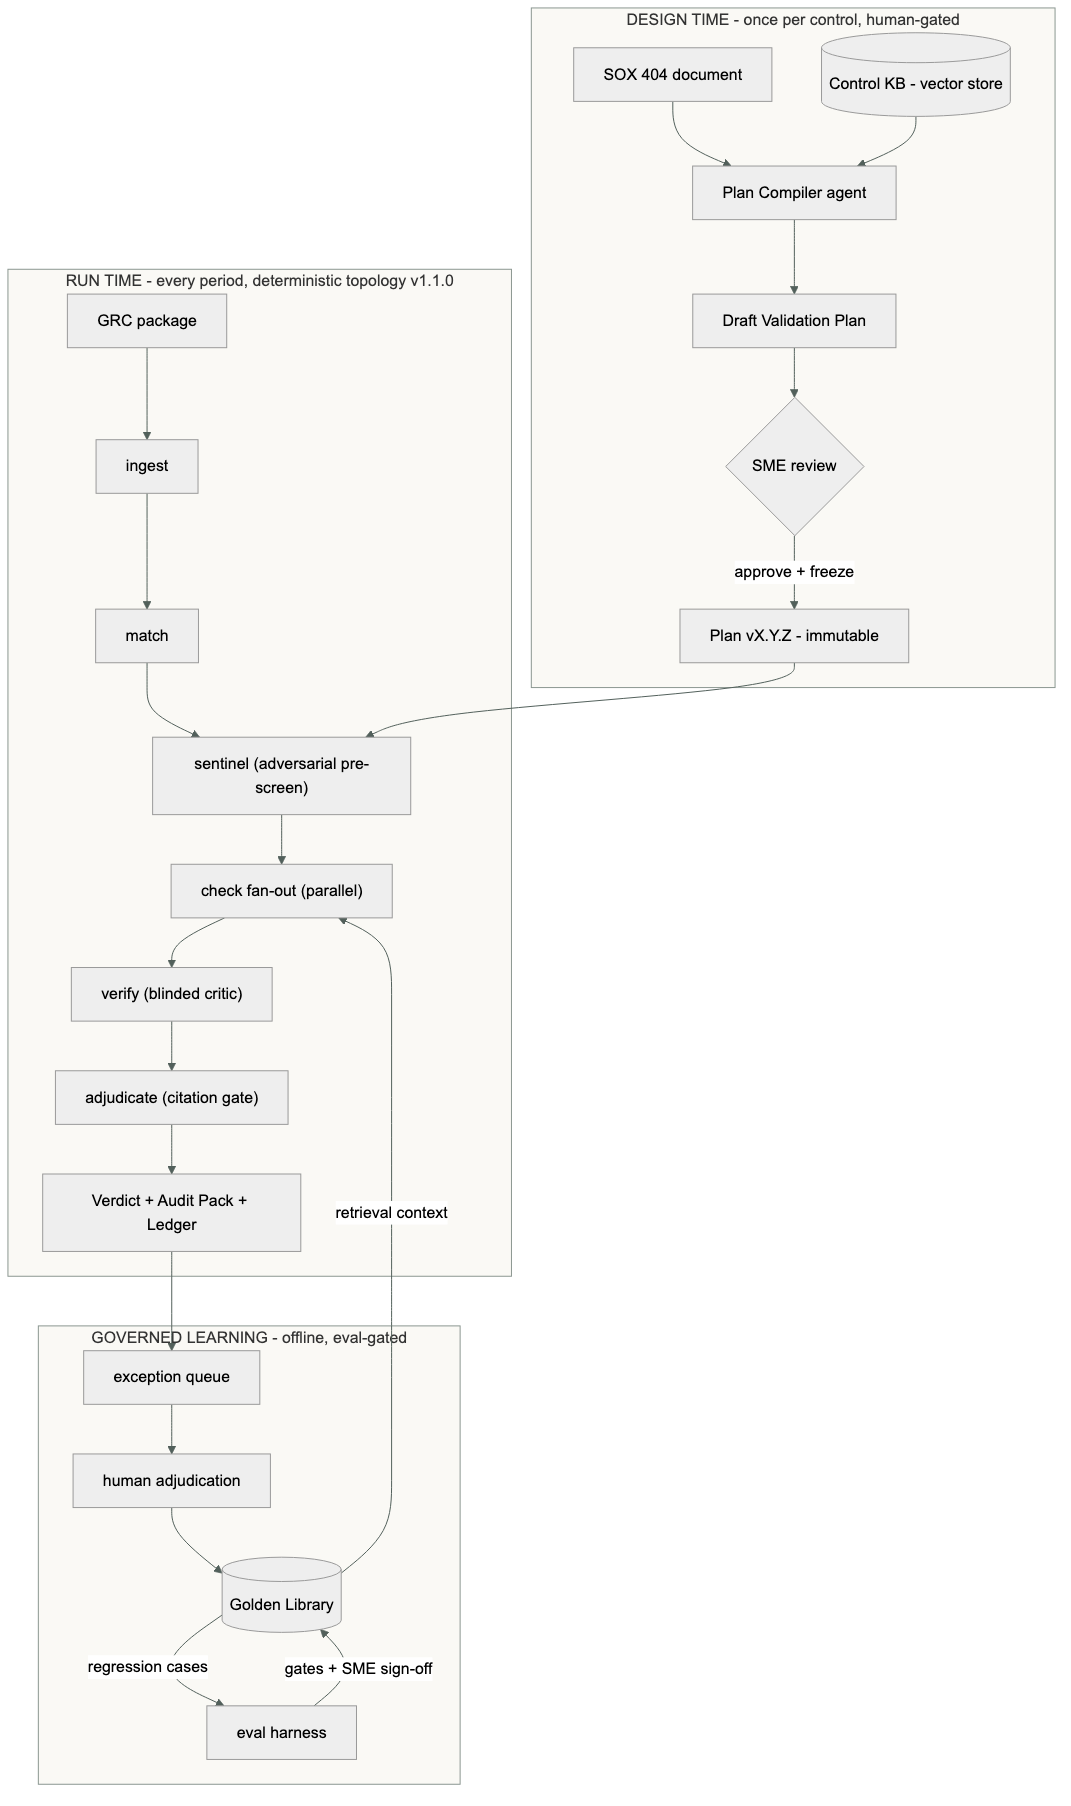 DESIGN TIME - once per control, human-gated
SOX 404 document
Control KB - vector store
Plan Compiler agent
Draft Validation Plan
SME review
approve + freeze
Plan vX.Y.Z - immutable
RUN TIME - every period, deterministic topology v1.1.0
GRC package
ingest
match
sentinel (adversarial pre-
screen)
check fan-out (parallel)
verify (blinded critic)
adjudicate (citation gate)
Verdict + Audit Pack +
Ledger
retrieval context
GOVERNED LEARNING - offline, eval-gated
exception queue
human adjudication
Golden Library
regression cases
gates + SME sign-off
eval harness